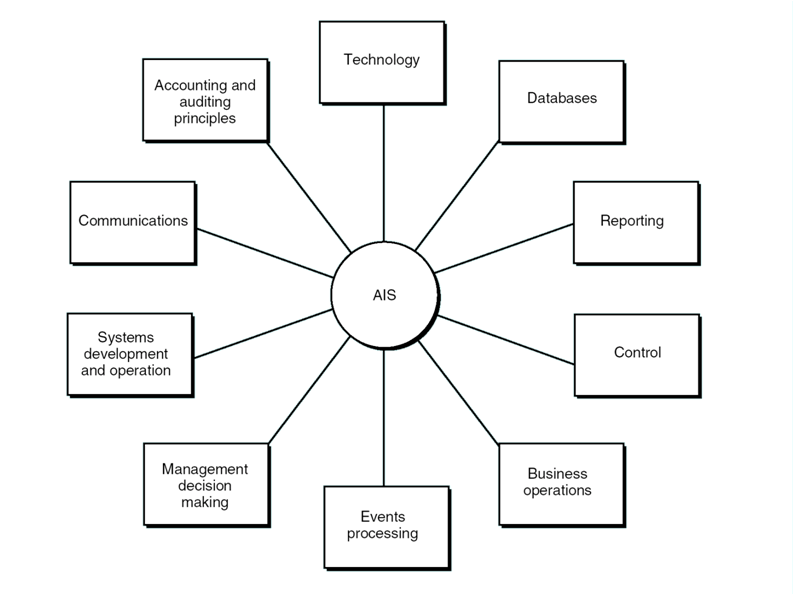 Technology
Accounting and
auditing
principles
Databases
Communications
Reporting
AIS
Systems
development
and operation
Control
Management
decision
making
Business
operations
Events
processing